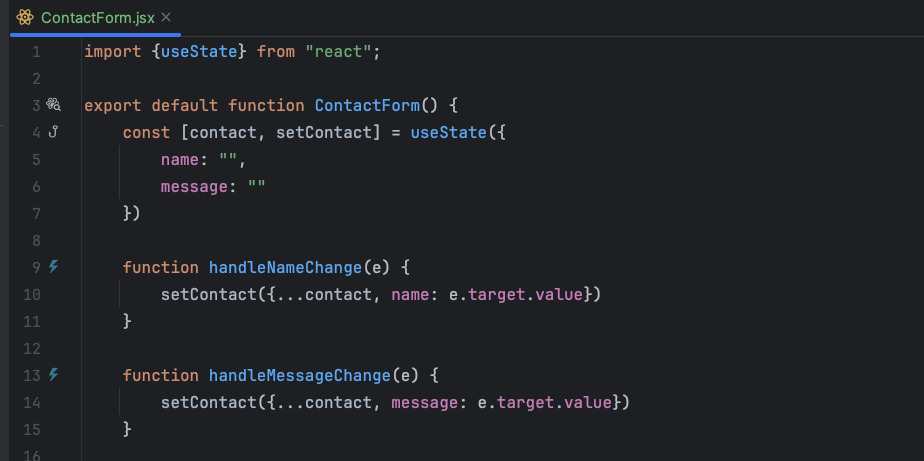 ContactForm.jsx
1 import {useState} from "react";
2
3 export default function ContactForm() {
4 const [contact, setContact] = useState({
5 name: "",
6 message: ""
7 })
8
9 function handleNameChange(e) {
10 setContact({...contact, name: e.target.value})
11 }
12
13 function handleMessageChange(e) {
14 setContact({...contact, message: e.target.value})
15 }
16